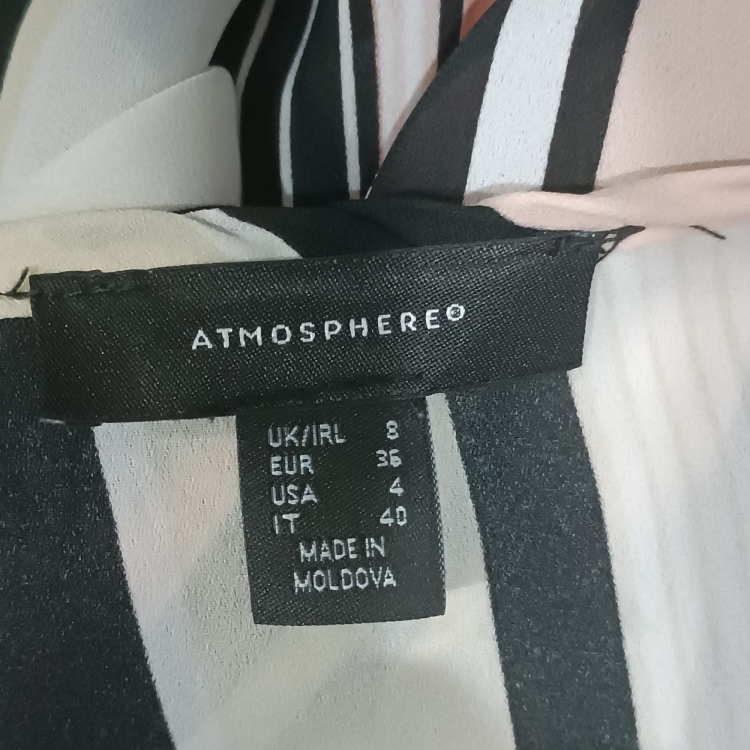 ATMOSPHERE®
UK/IRL 8
EUR 36
USA 4
IT 40
MADE IN
MOLDOVA